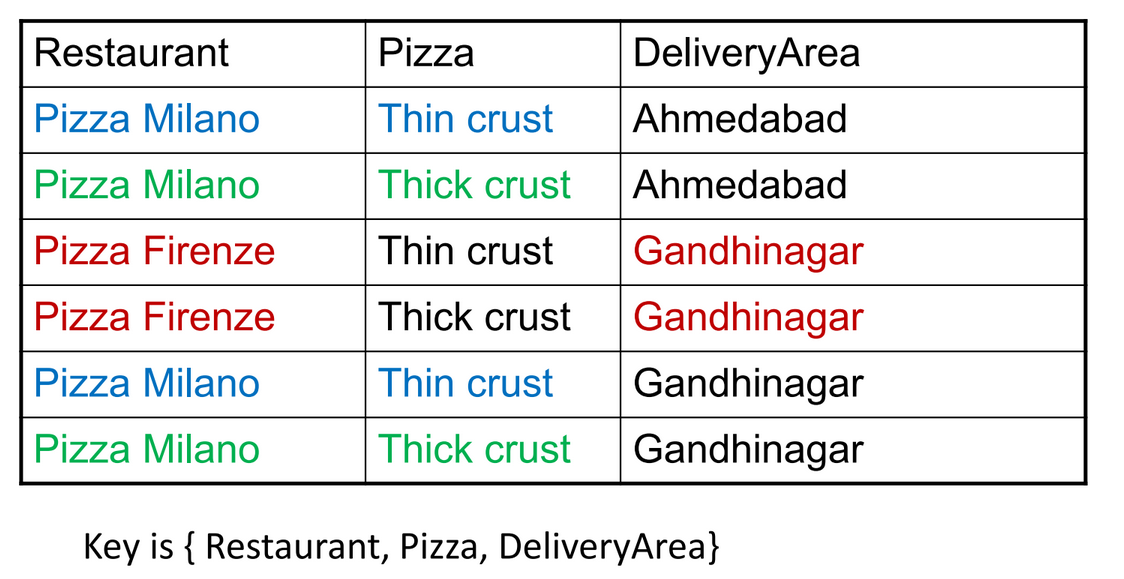 Restaurant Pizza DeliveryArea
Pizza Milano Thin crust Ahmedabad
Pizza Milano Thick crust Ahmedabad
Pizza Firenze Thin crust Gandhinagar
Pizza Firenze Thick crust Gandhinagar
Pizza Milano Thin crust Gandhinagar
Pizza Milano Thick crust Gandhinagar
Key is { Restaurant, Pizza, DeliveryArea}